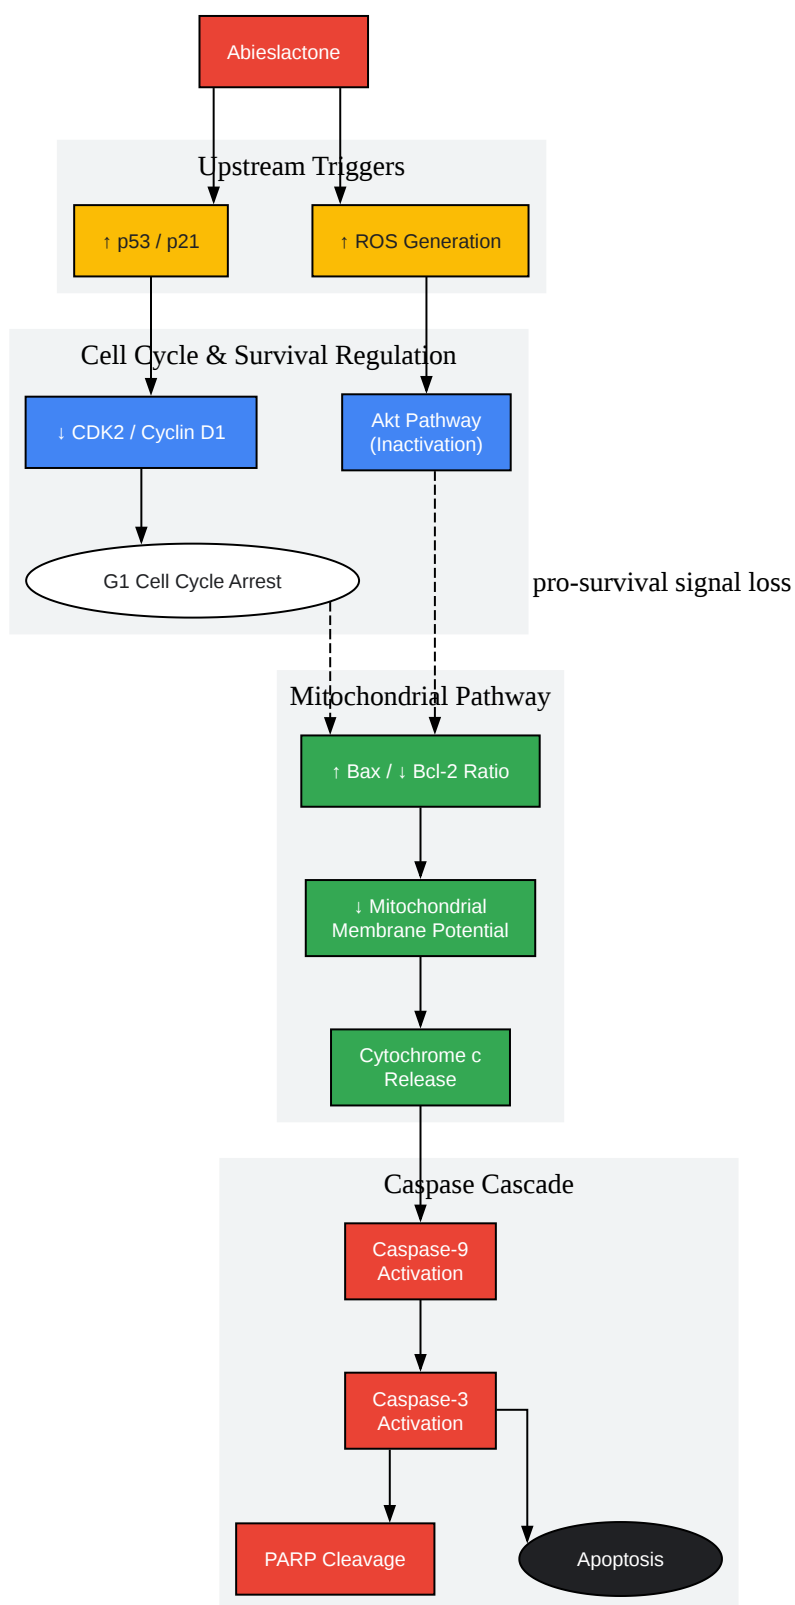 Abieslactone
Upstream Triggers
↑ p53 / p21
↑ ROS Generation
Cell Cycle & Survival Regulation
↓ CDK2 / Cyclin D1
Akt Pathway
(Inactivation)
G1 Cell Cycle Arrest
pro-survival signal loss
Mitochondrial Pathway
↑ Bax / ↓ Bcl-2 Ratio
↓ Mitochondrial
Membrane Potential
Cytochrome c
Release
Caspase Cascade
Caspase-9
Activation
Caspase-3
Activation
PARP Cleavage
Apoptosis